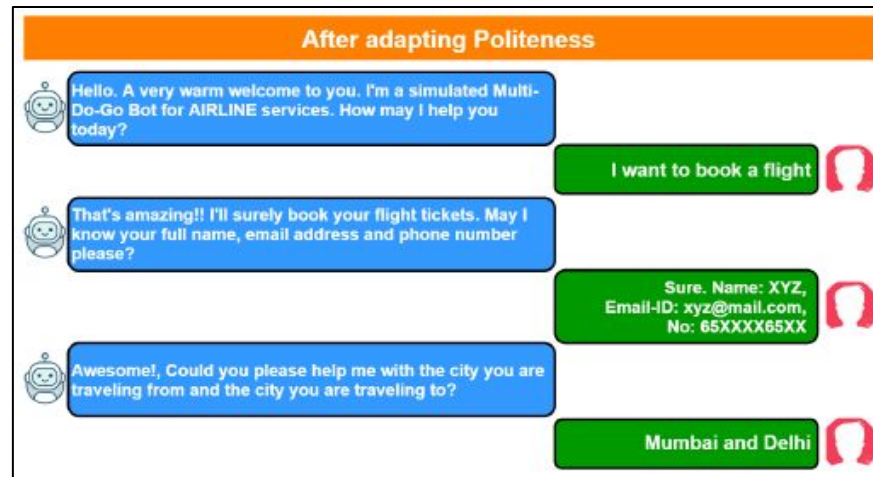 After adapting Politeness
Hello. A very warm welcome to you. I'm a simulated Multi-
Do-Go Bot for AIRLINE services. How may I help you
today?
I want to book a flight
That's amazing!! I'll surely book your flight tickets. May I
know your full name, email address and phone number
please?
Sure. Name: XYZ,
Email-ID: xyz@mail.com,
No: 65XXXX65XX
Awesome!, Could you please help me with the city you are
traveling from and the city you are traveling to?
Mumbai and Delhi